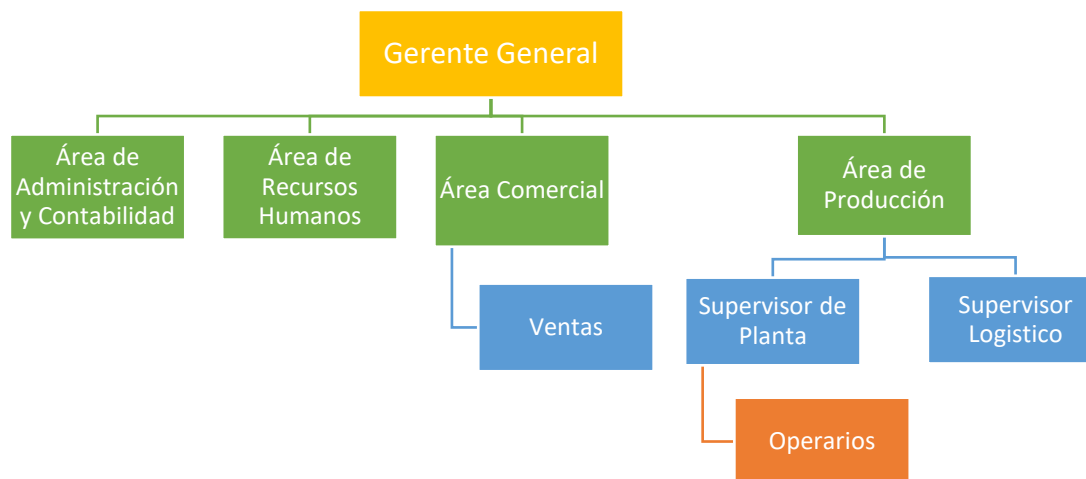 Gerente General
Área de
Administración
y Contabilidad
Área de
Recursos
Humanos
Área Comercial
Área de
Producción
Ventas
Supervisor de
Planta
Supervisor
Logistico
Operarios